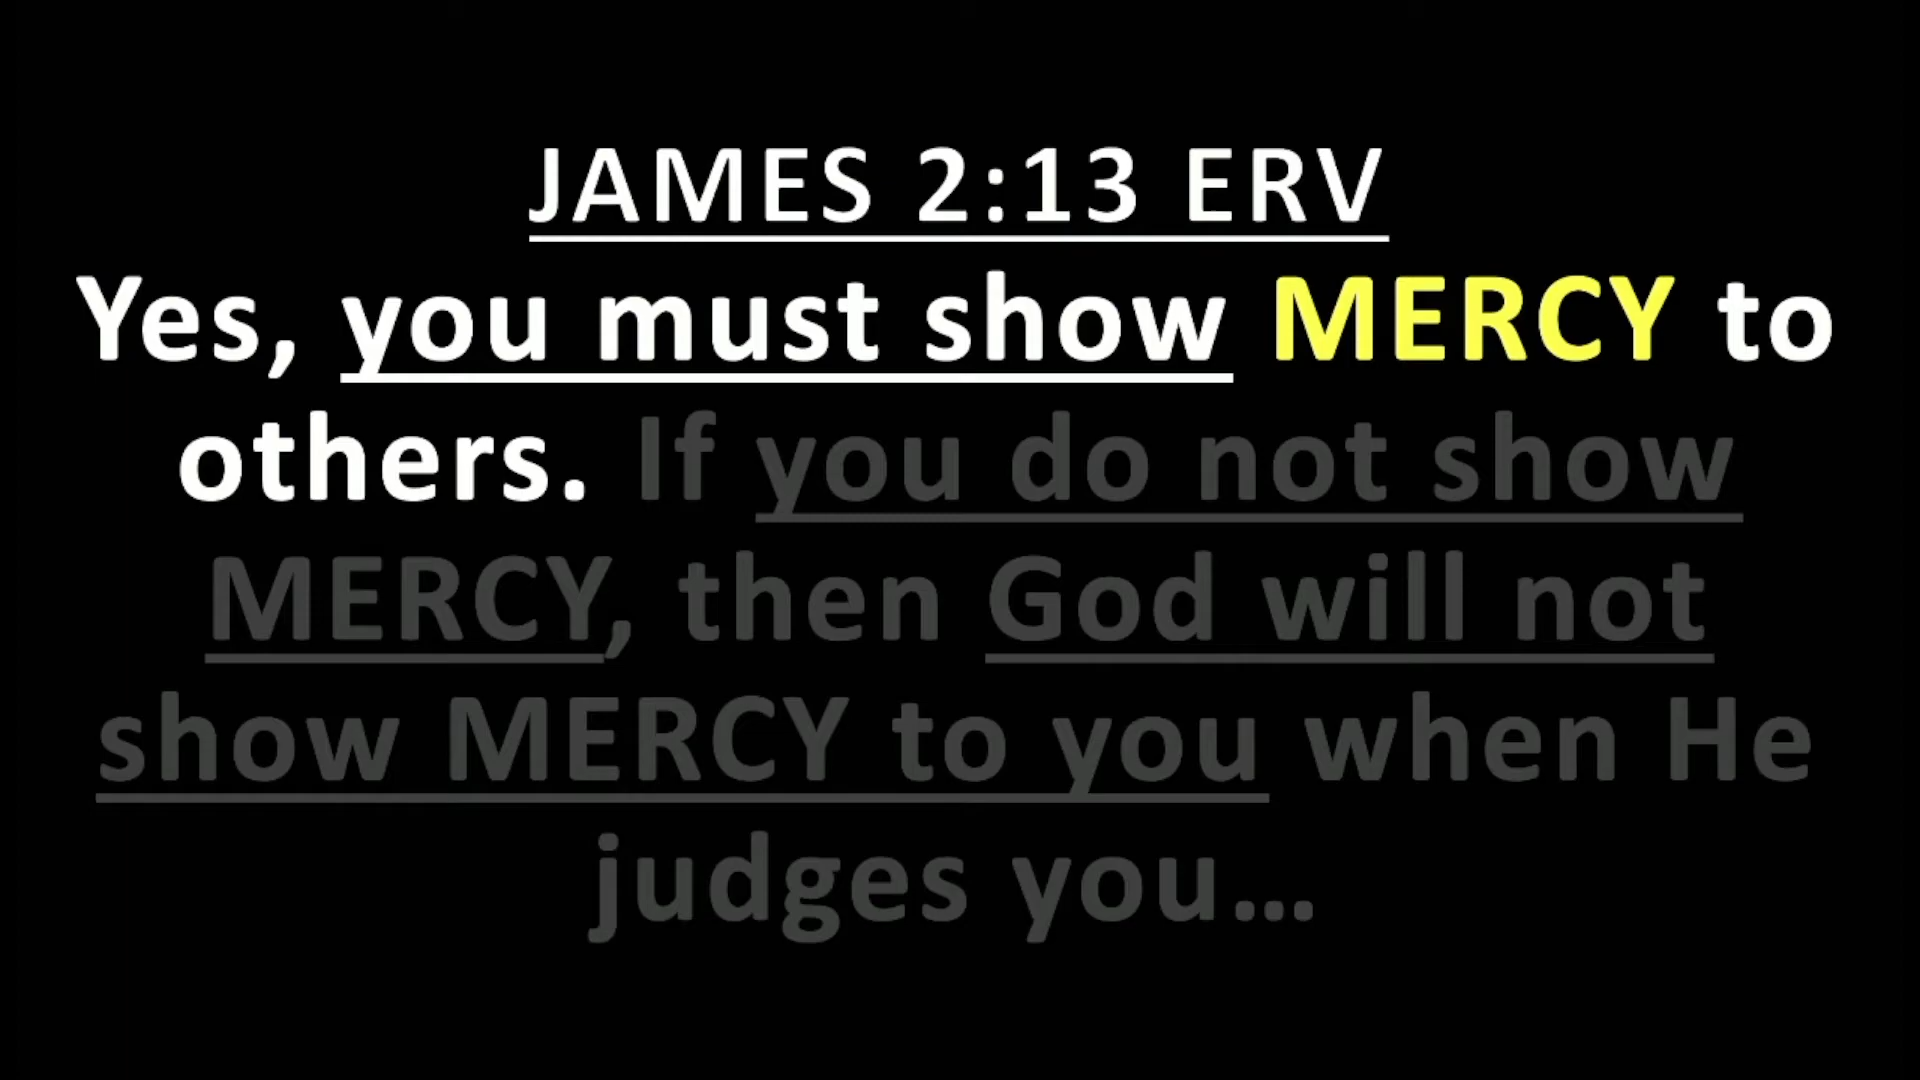 JAMES 2:13 ERV
Yes, you must show MERCY to
others. If you do not show
MERCY, then God will not
show MERCY to you when He
judges you…